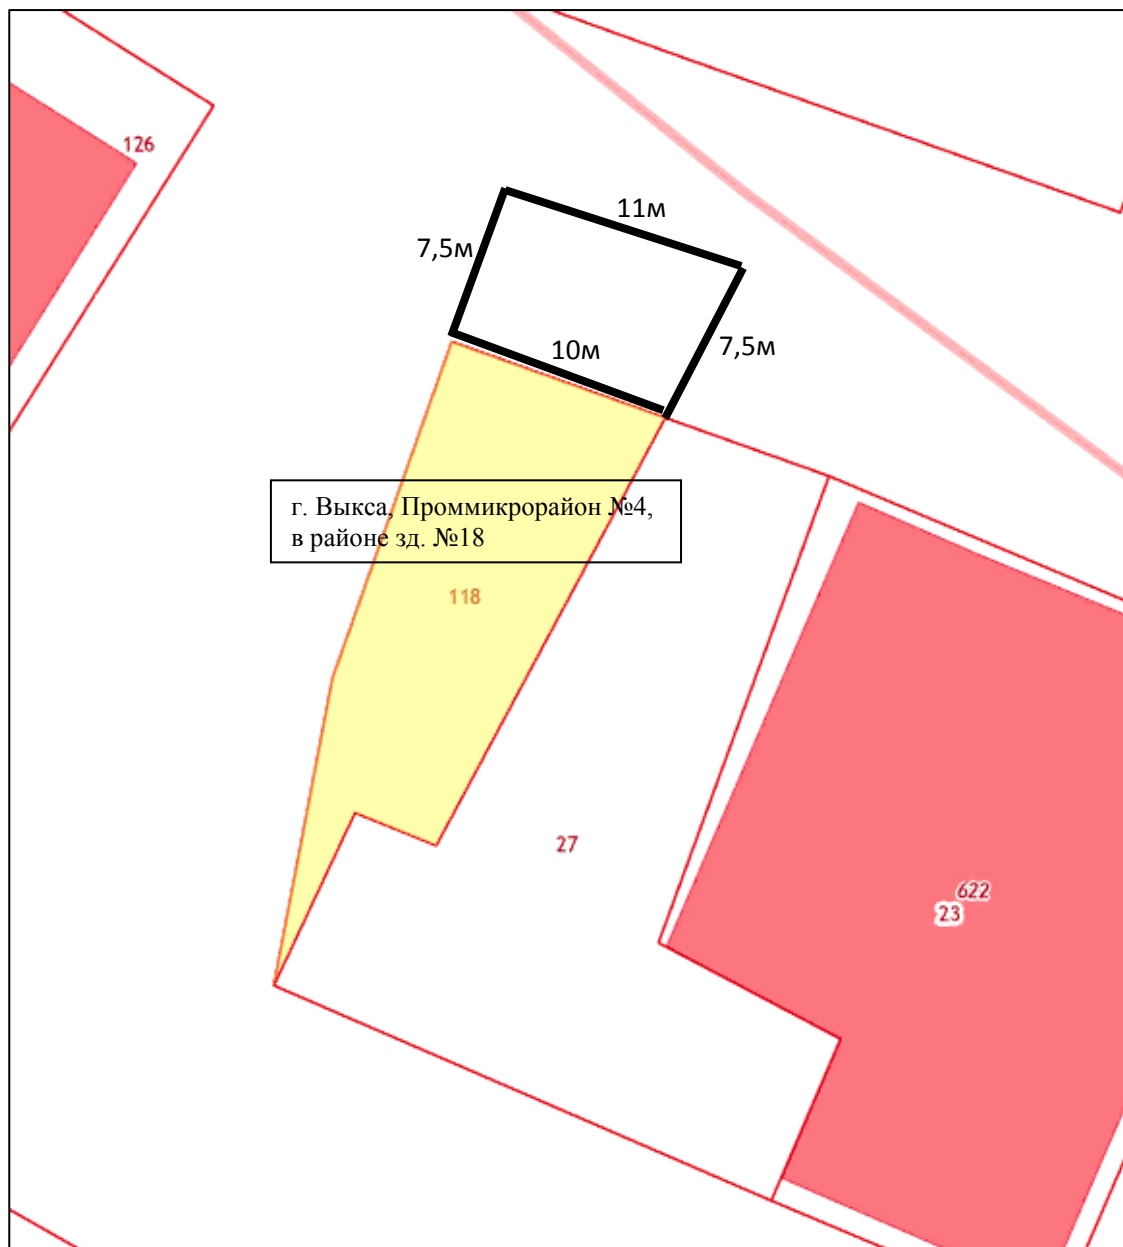 126
11м
7,5м
10м
7,5м
г. Выкса, Проммикрорайон №4,
в районе зд. №18
118
27
622
23